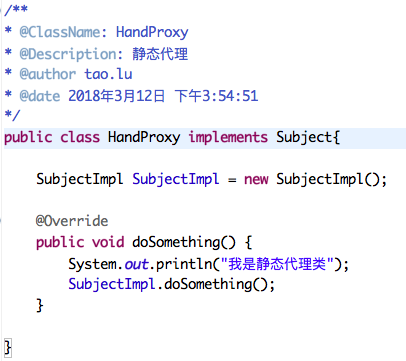 /**
* @ClassName: HandProxy
* @Description: 静态代理
* @author tao.lu
* @date 2018年3月12日 下午3:54:51
*/
public class HandProxy implements Subject{
SubjectImpl SubjectImpl = new SubjectImpl();
@Override
public void doSomething() {
System.out.println("我是静态代理类");
SubjectImpl.doSomething();
}
}